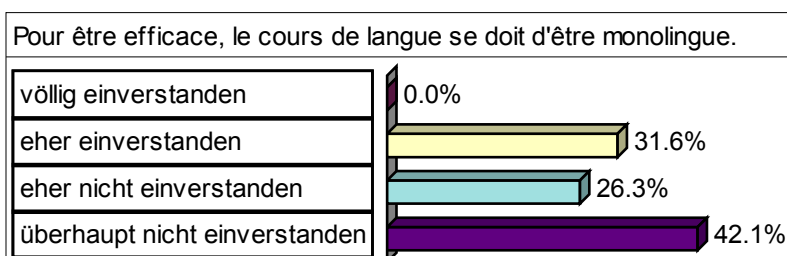 Pour être efficace, le cours de langue se doit d'être monolingue.
völlig einverstanden 0.0%
eher einverstanden 31.6%
eher nicht einverstanden 26.3%
überhaupt nicht einverstanden 42.1%